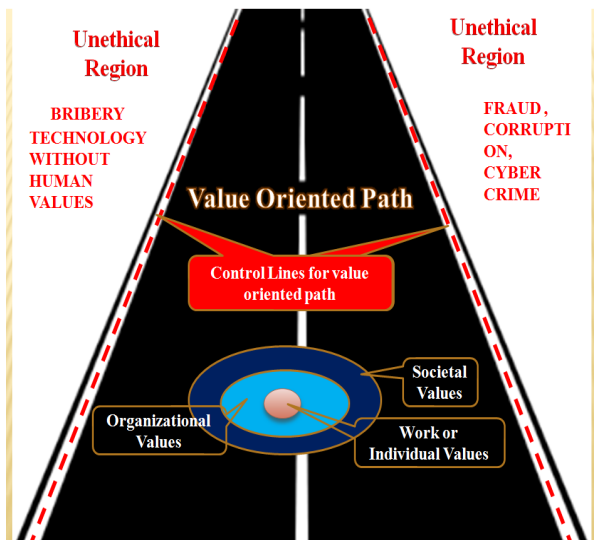 Unethical
Region
BRIBERY
TECHNOLOGY
WITHOUT
HUMAN
VALUES
Unethical
Region
FRAUD ,
CORRUPTI
ON,
CYBER
CRIME
Value Oriented Path
Control Lines for value
oriented path
Societal
Values
Organizational
Values
Work or
Individual Values